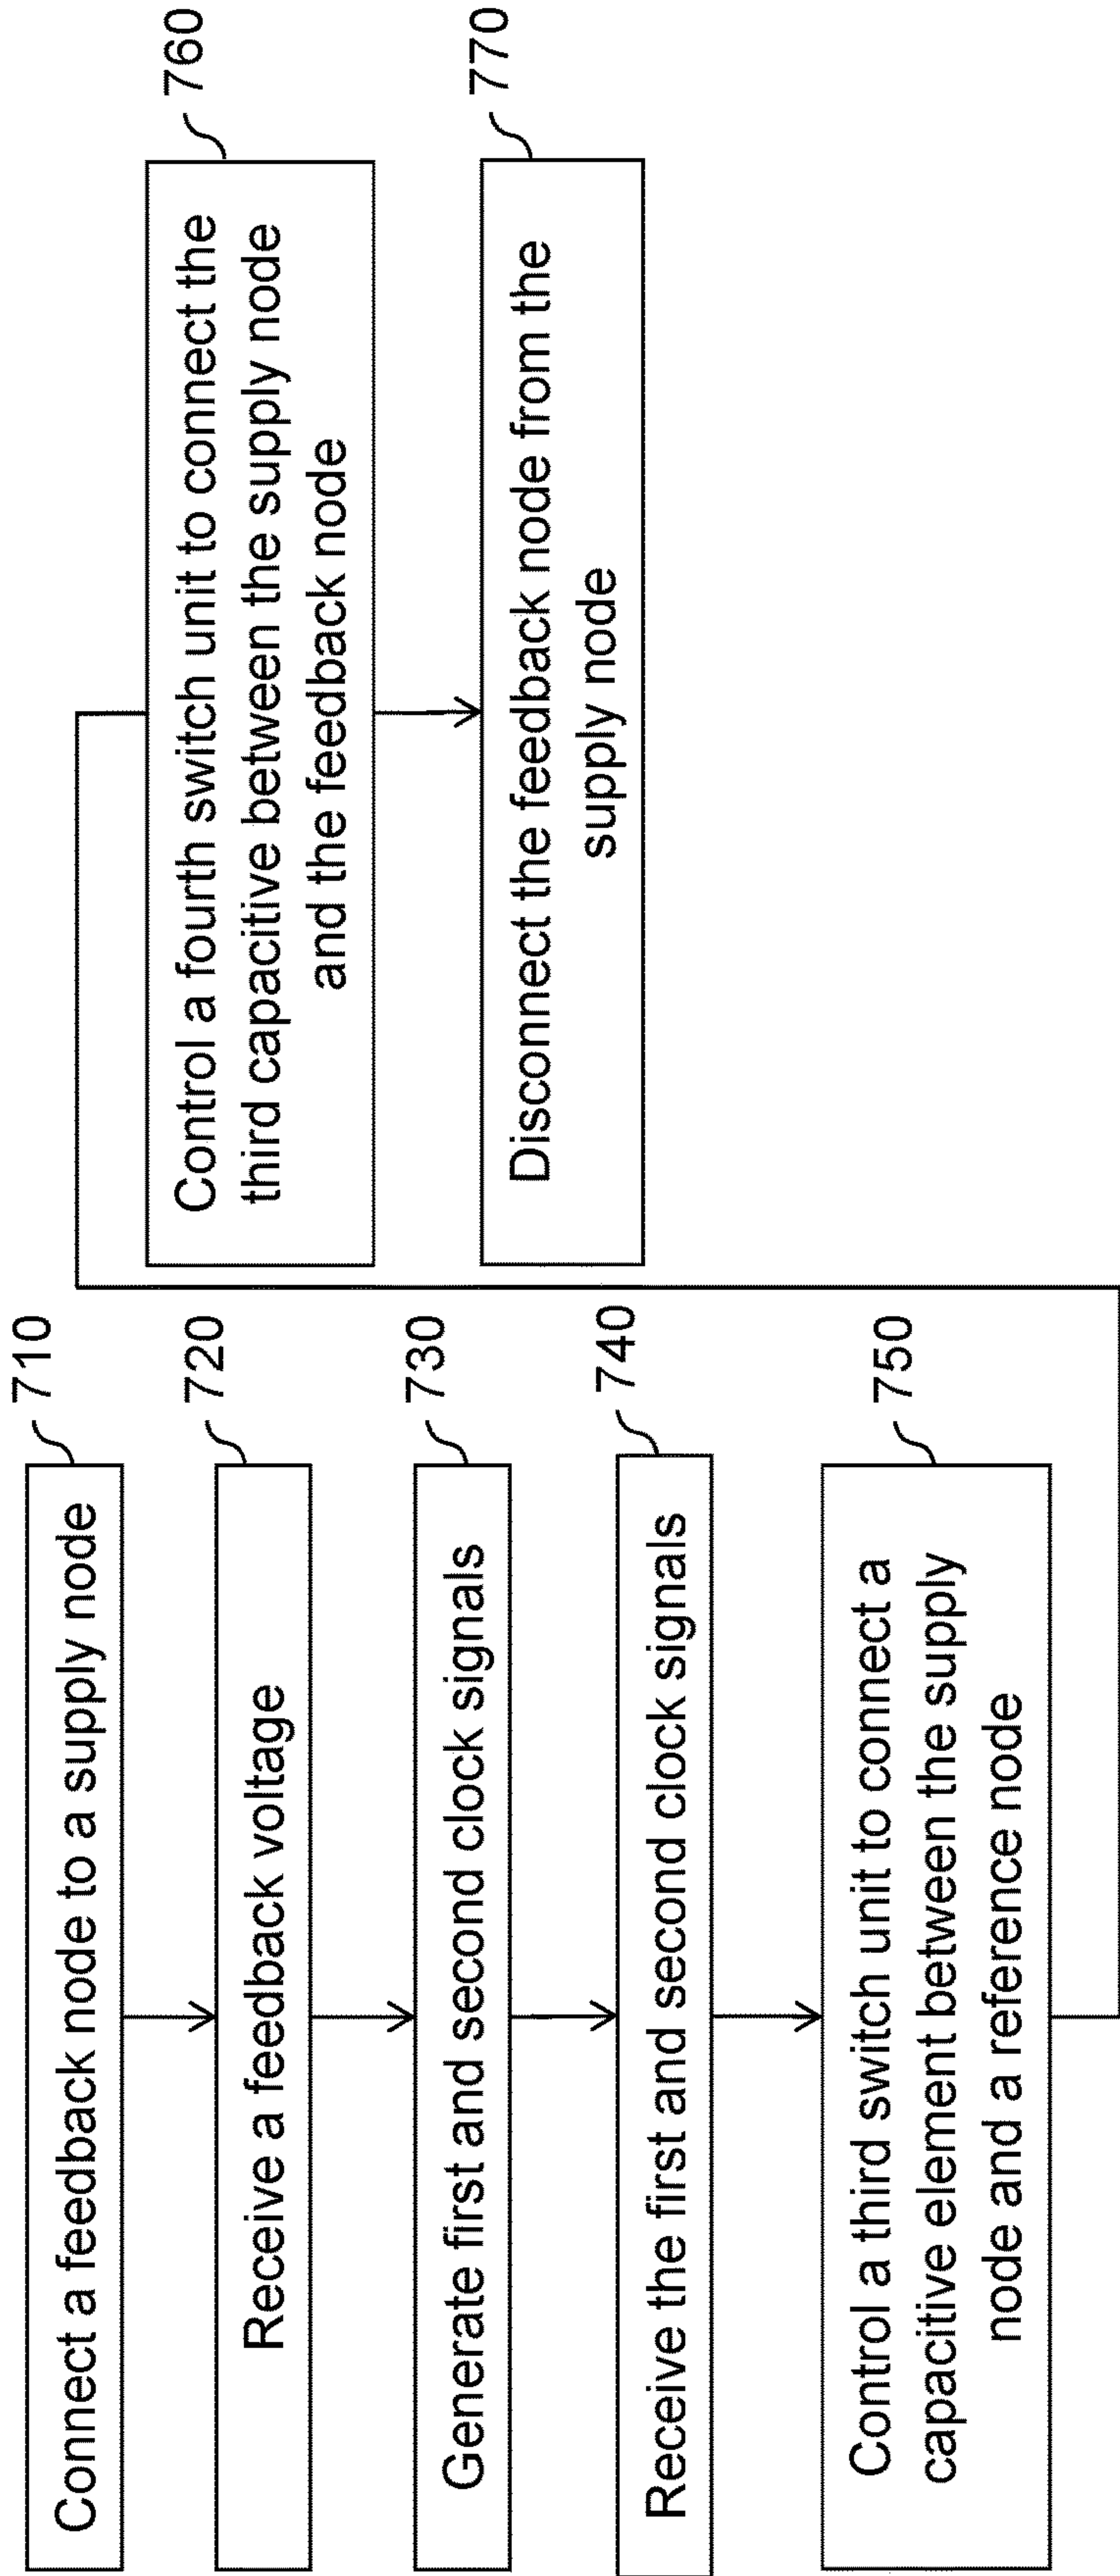 710
Connect a feedback node to a supply node
720
Receive a feedback voltage
730
Generate first and second clock signals
740
Receive the first and second clock signals
750
Control a third switch unit to connect a
capacitive element between the supply
node and a reference node
760
Control a fourth switch unit to connect the
third capacitive between the supply node
and the feedback node
770
Disconnect the feedback node from the
supply node